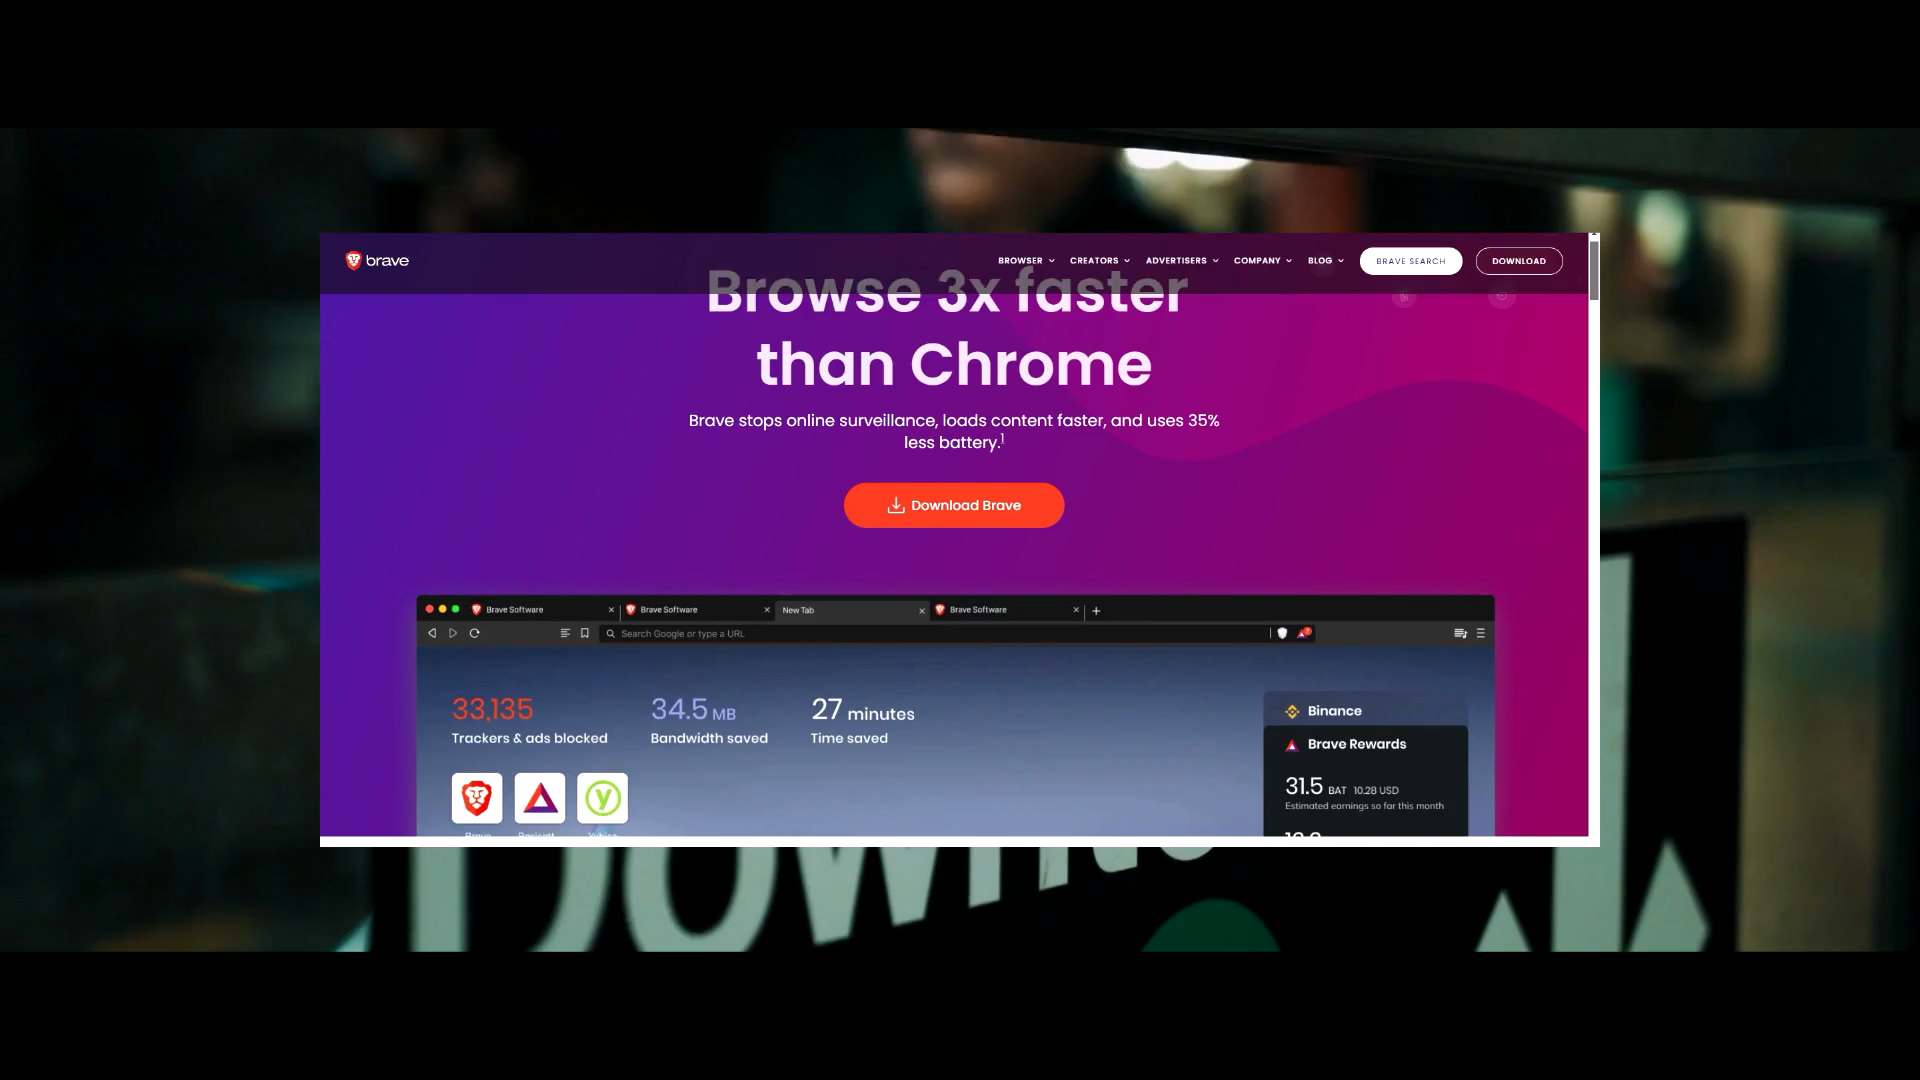 brave
BROWSER
CREATORS
ADVERTISERS
COMPANY
BLOG
BRAVE SEARCH
DOWNLOAD
Browse 3x faster
than Chrome
Brave stops online surveillance, loads content faster, and uses 35%
less battery.1
Download Brave
Brave Software
Brave Software
New Tab
Brave Software
Search Google or type a URL
33,135
Trackers & ads blocked
34.5 MB
Bandwidth saved
27 minutes
Time saved
Binance
Brave Rewards
31.5 BAT 10.28 USD
Estimated earnings so far this month